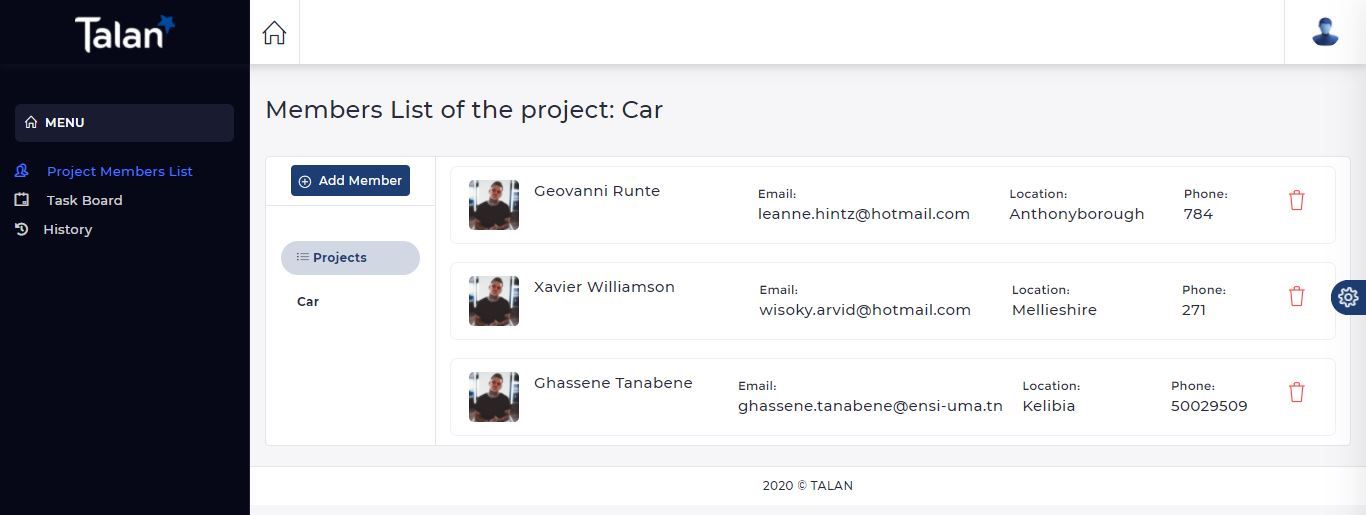 Talan
MENU
Project Members List
Task Board
History
Members List of the project: Car
Add Member
Projects
Car
Geovanni Runte
Email:
leanne.hintz@hotmail.com
Location:
Anthonyborough
Phone:
784
Xavier Williamson
Email:
wisoky.arvid@hotmail.com
Location:
Mellieshire
Phone:
271
Ghassene Tanabene
Email:
ghassene.tanabene@ensi-uma.tn
Location:
Kelibia
Phone:
50029509
2020 © TALAN